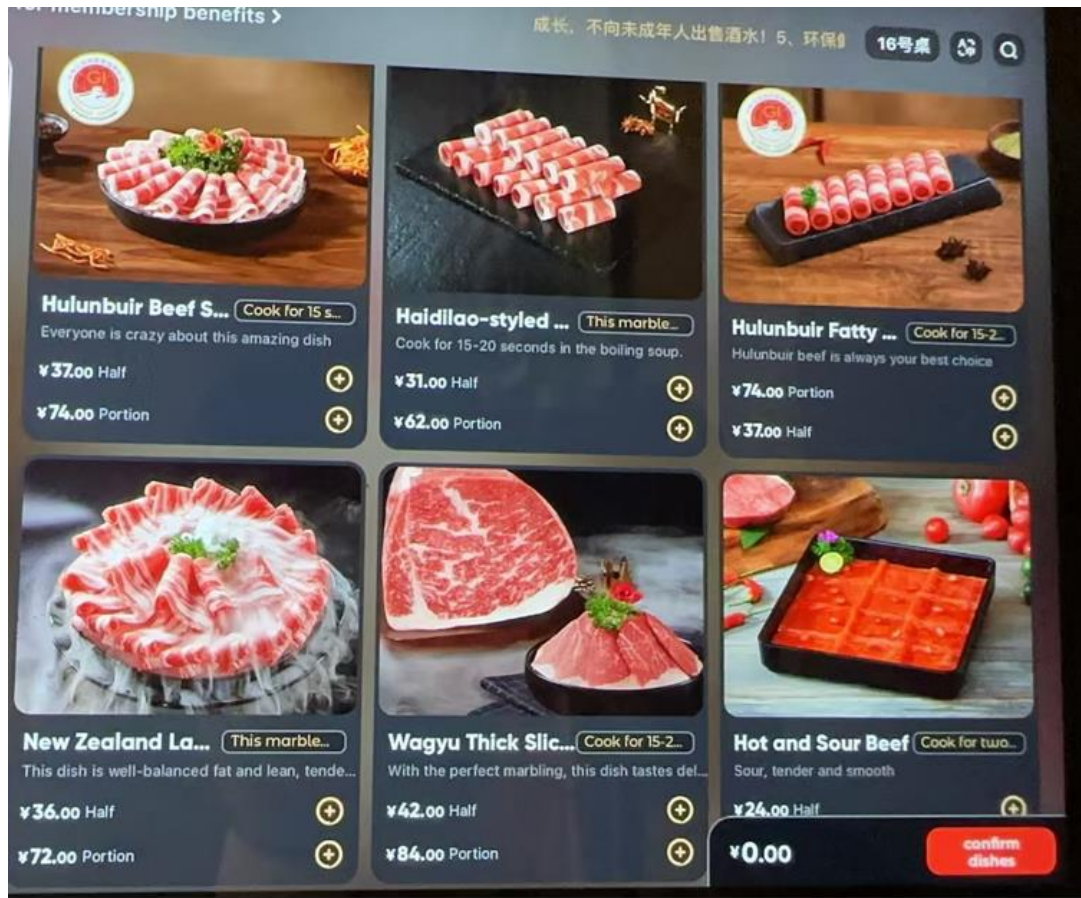 membership benefits >
成长，不向未成年人出售酒水！5、环保
16号桌
GI
GI
Hulunbuir Beef S... Cook for 15 s...
Everyone is crazy about this amazing dish
¥37.00 Half
¥74.00 Portion
Haidilao-styled ... This marble...
Cook for 15-20 seconds in the boiling soup.
¥31.00 Half
¥62.00 Portion
Hulunbuir Fatty ... Cook for 15-2...
Hulunbuir beef is always your best choice
¥74.00 Portion
¥37.00 Half
New Zealand La... This marble...
This dish is well-balanced fat and lean, tende...
¥36.00 Half
¥72.00 Portion
Wagyu Thick Slic... Cook for 15-2...
With the perfect marbling, this dish tastes del...
¥42.00 Half
¥84.00 Portion
Hot and Sour Beef Cook for two...
Sour, tender and smooth
¥24.00 Half
¥0.00
confirm
dishes